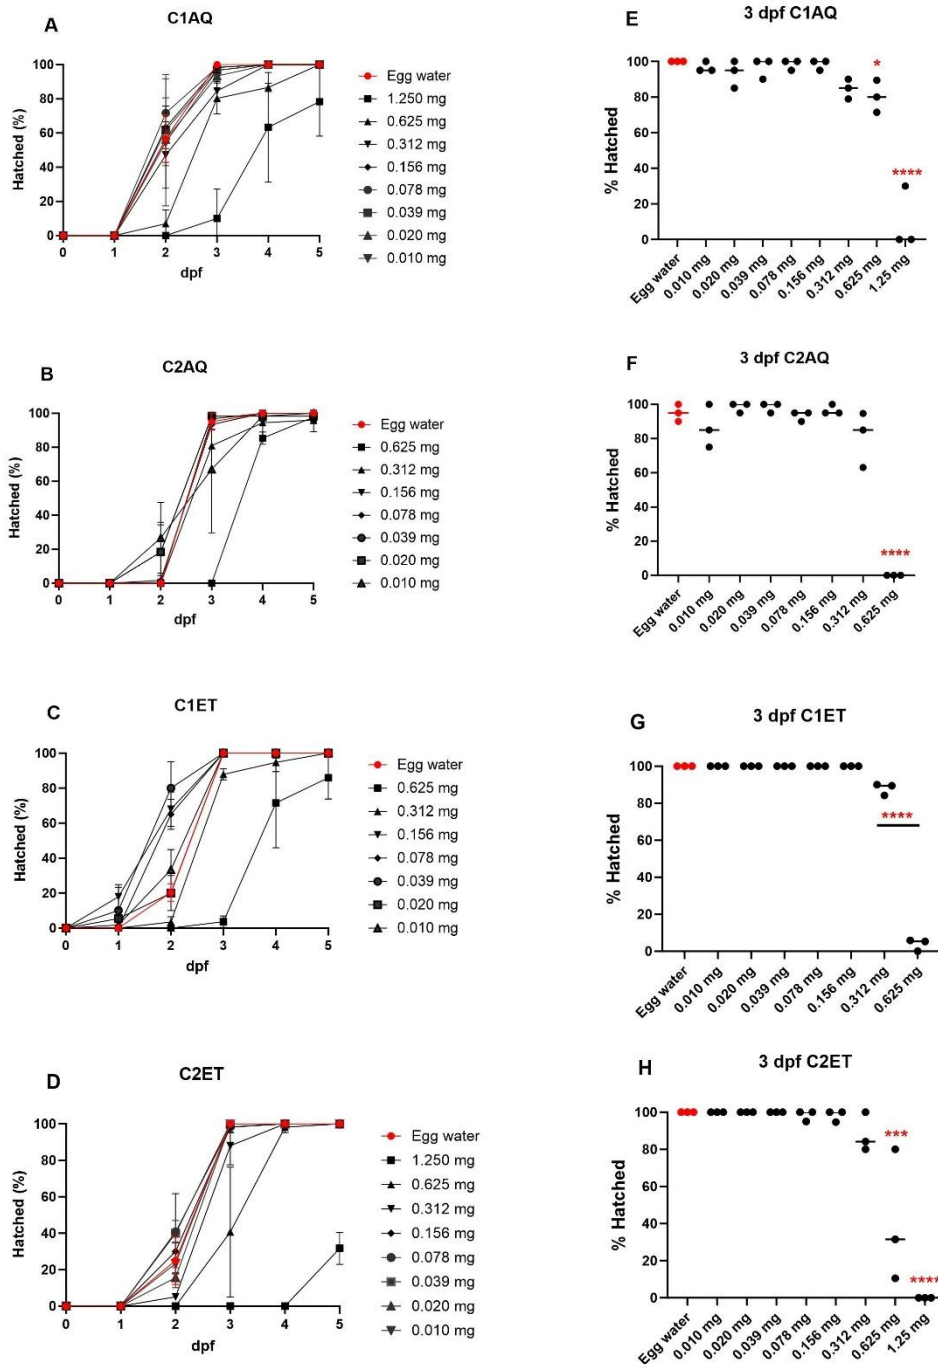 A
C1AQ
Hatched (%)
100
80
60
40
20
0
0 1 2 3 4 5
dpf
Egg water
1.250 mg
0.625 mg
0.312 mg
0.156 mg
0.078 mg
0.039 mg
0.020 mg
0.010 mg
E
3 dpf C1AQ
% Hatched
100
80
60
40
20
0
*
****
Egg water
0.010 mg
0.020 mg
0.039 mg
0.078 mg
0.156 mg
0.312 mg
0.625 mg
1.25 mg
B
C2AQ
Hatched (%)
100
80
60
40
20
0
0 1 2 3 4 5
dpf
Egg water
0.625 mg
0.312 mg
0.156 mg
0.078 mg
0.039 mg
0.020 mg
0.010 mg
F
3 dpf C2AQ
% Hatched
100
80
60
40
20
0
****
Egg water
0.010 mg
0.020 mg
0.039 mg
0.078 mg
0.156 mg
0.312 mg
0.625 mg
C
C1ET
Hatched (%)
100
80
60
40
20
0
0 1 2 3 4 5
dpf
Egg water
0.625 mg
0.312 mg
0.156 mg
0.078 mg
0.039 mg
0.020 mg
0.010 mg
G
3 dpf C1ET
% Hatched
100
80
60
40
20
0
****
Egg water
0.010 mg
0.020 mg
0.039 mg
0.078 mg
0.156 mg
0.312 mg
0.625 mg
D
C2ET
Hatched (%)
100
80
60
40
20
0
0 1 2 3 4 5
dpf
Egg water
1.250 mg
0.625 mg
0.312 mg
0.156 mg
0.078 mg
0.039 mg
0.020 mg
0.010 mg
H
3 dpf C2ET
% Hatched
100
80
60
40
20
0
***
****
Egg water
0.010 mg
0.020 mg
0.039 mg
0.078 mg
0.156 mg
0.312 mg
0.625 mg
1.25 mg